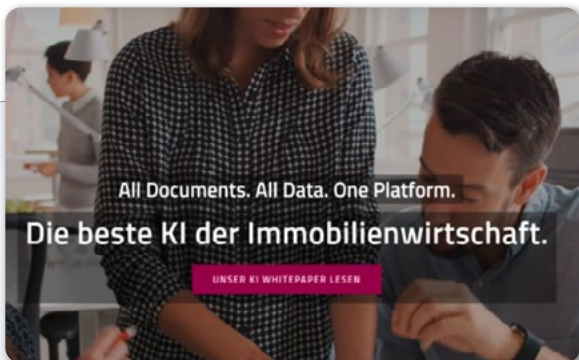 All Documents. All Data. One Platform.
Die beste KI der Immobilienwirtschaft.
UNSER KI WHITEPAPER LESEN